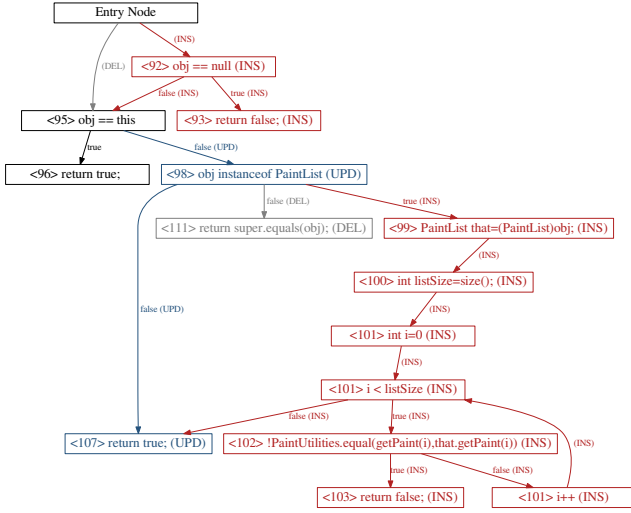 Entry Node
(INS)
<92> obj == null (INS)
(DEL)
false (INS)
true (INS)
<95> obj == this
<93> return false; (INS)
true
false (UPD)
<96> return true;
<98> obj instanceof PaintList (UPD)
false (DEL)
true (INS)
<111> return super.equals(obj); (DEL)
<99> PaintList that=(PaintList)obj; (INS)
(INS)
<100> int listSize=size(); (INS)
false (UPD)
(INS)
<101> int i=0 (INS)
(INS)
<101> i < listSize (INS)
false (INS)
true (INS)
<107> return true; (UPD)
<102> !PaintUtilities.equal(getPaint(i),that.getPaint(i)) (INS)
(INS)
true (INS)
false (INS)
<103> return false; (INS)
<101> i++ (INS)